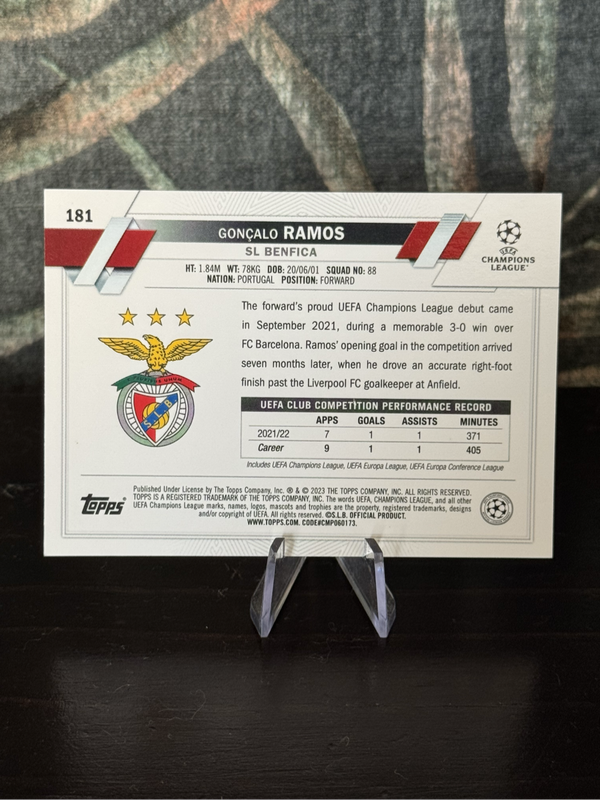 181
GONÇALO RAMOS
SL BENFICA
HT: 1.84M WT: 78KG DOB: 20/06/01 SQUAD NO: 88
NATION: PORTUGAL POSITION: FORWARD
UEFA
CHAMPIONS
LEAGUE
The forward's proud UEFA Champions League debut came
in September 2021, during a memorable 3-0 win over
FC Barcelona. Ramos' opening goal in the competition arrived
seven months later, when he drove an accurate right-foot
finish past the Liverpool FC goalkeeper at Anfield.
UEFA CLUB COMPETITION PERFORMANCE RECORD
APPS GOALS ASSISTS MINUTES
2021/22 7 1 1 371
Career 9 1 1 405
Includes UEFA Champions League, UEFA Europa League, UEFA Europa Conference League
SLB
topps
Published Under License by The Topps Company, Inc. ® & © 2023 THE TOPPS COMPANY, INC. ALL RIGHTS RESERVED.
TOPPS IS A REGISTERED TRADEMARK OF THE TOPPS COMPANY, INC. The words UEFA, CHAMPIONS LEAGUE, and all other
UEFA Champions League marks, names, logos, mascots and trophies are the property, registered trademarks, designs
and/or copyright of UEFA. All rights reserved. ©S.L.B. OFFICIAL PRODUCT.
WWW.TOPPS.COM. CODE#CMP060173.